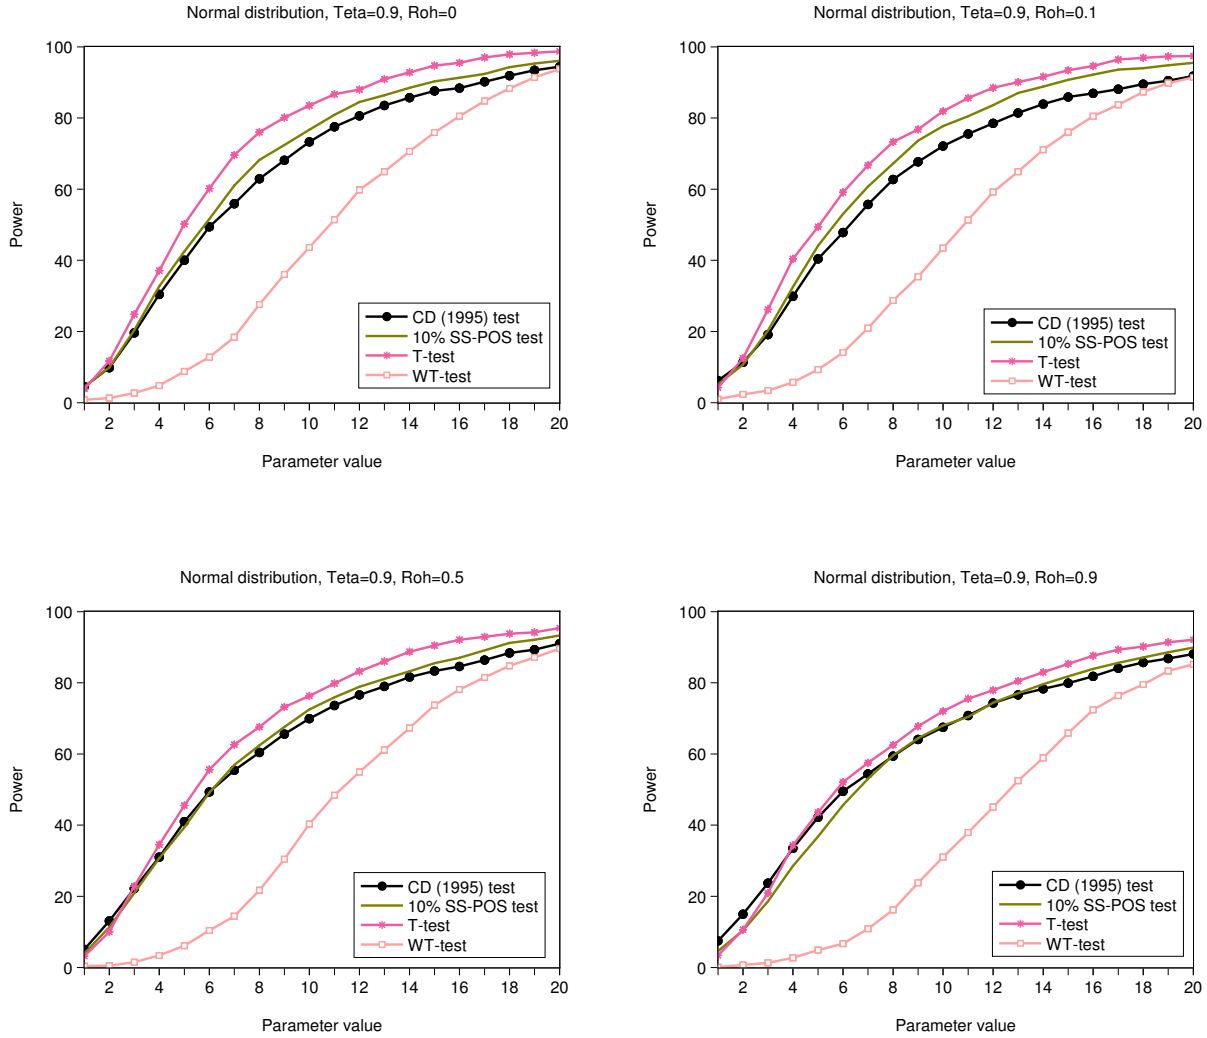 Normal distribution, Teta=0.9, Roh=0
100
80
60
40
20
0
Power
CD (1995) test
10% SS-POS test
T-test
WT-test
2 4 6 8 10 12 14 16 18 20
Parameter value
Normal distribution, Teta=0.9, Roh=0.1
100
80
60
40
20
0
Power
CD (1995) test
10% SS-POS test
T-test
WT-test
2 4 6 8 10 12 14 16 18 20
Parameter value
Normal distribution, Teta=0.9, Roh=0.5
100
80
60
40
20
0
Power
CD (1995) test
10% SS-POS test
T-test
WT-test
2 4 6 8 10 12 14 16 18 20
Parameter value
Normal distribution, Teta=0.9, Roh=0.9
100
80
60
40
20
0
Power
CD (1995) test
10% SS-POS test
T-test
WT-test
2 4 6 8 10 12 14 16 18 20
Parameter value